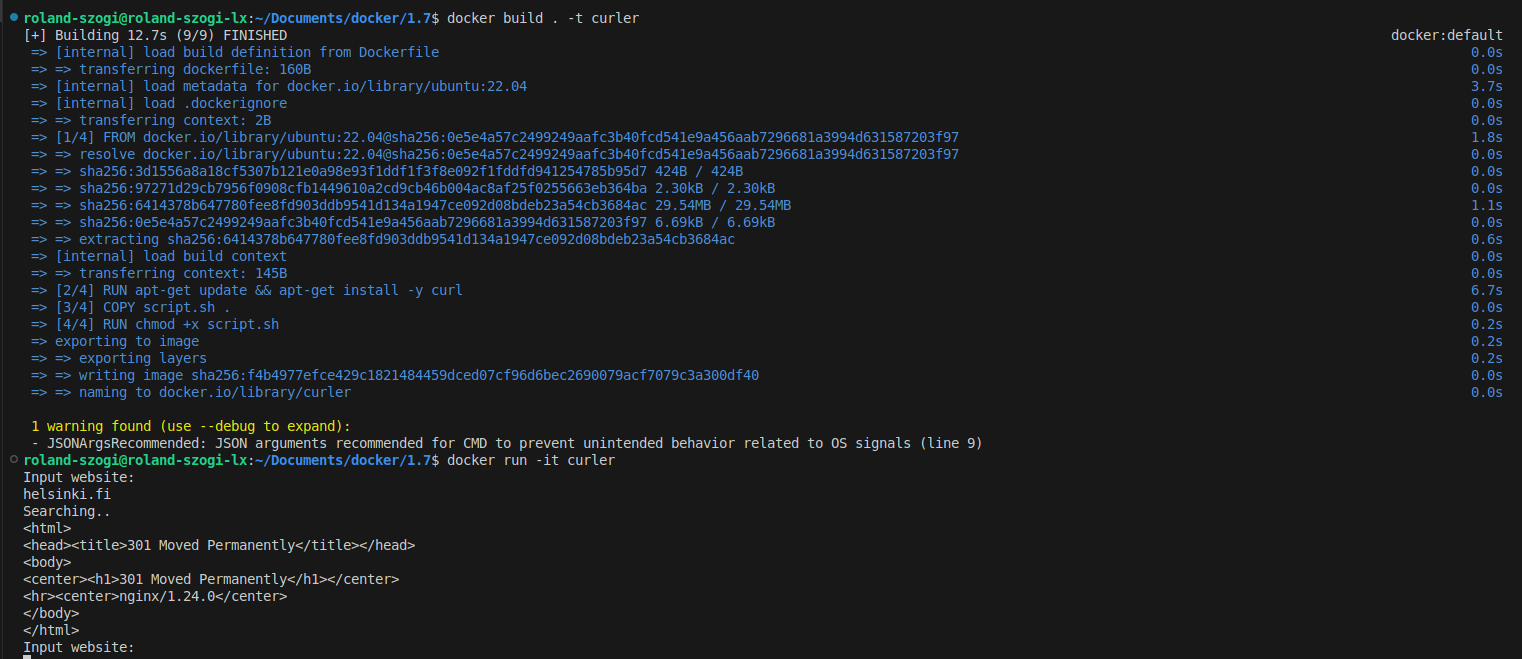 roland-szogi@roland-szogi-lx:~/Documents/docker/1.7$ docker build . -t curler
[+] Building 12.7s (9/9) FINISHED docker:default
=> [internal] load build definition from Dockerfile 0.0s
=> => transferring dockerfile: 160B 0.0s
=> [internal] load metadata for docker.io/library/ubuntu:22.04 3.7s
=> [internal] load .dockerignore 0.0s
=> => transferring context: 2B 0.0s
=> [1/4] FROM docker.io/library/ubuntu:22.04@sha256:0e5e4a57c2499249aafc3b40fcd541e9a456aab7296681a3994d631587203f97 1.8s
=> => resolve docker.io/library/ubuntu:22.04@sha256:0e5e4a57c2499249aafc3b40fcd541e9a456aab7296681a3994d631587203f97 0.0s
=> => sha256:3d1556a8a18cf5307b121e0a98e93f1ddf1f3f8e092f1fddfd941254785b95d7 424B / 424B 0.0s
=> => sha256:97271d29cb7956f0908cfb1449610a2cd9cb46b004ac8af25f0255663eb364ba 2.30kB / 2.30kB 0.0s
=> => sha256:6414378b647780fee8fd903ddb9541d134a1947ce092d08bdeb23a54cb3684ac 29.54MB / 29.54MB 1.1s
=> => sha256:0e5e4a57c2499249aafc3b40fcd541e9a456aab7296681a3994d631587203f97 6.69kB / 6.69kB 0.0s
=> => extracting sha256:6414378b647780fee8fd903ddb9541d134a1947ce092d08bdeb23a54cb3684ac 0.6s
=> [internal] load build context 0.0s
=> => transferring context: 145B 0.0s
=> [2/4] RUN apt-get update && apt-get install -y curl 6.7s
=> [3/4] COPY script.sh . 0.0s
=> [4/4] RUN chmod +x script.sh 0.2s
=> exporting to image 0.2s
=> => exporting layers 0.2s
=> => writing image sha256:f4b4977efce429c1821484459dced07cf96d6bec2690079acf7079c3a300df40 0.0s
=> => naming to docker.io/library/curler 0.0s
1 warning found (use --debug to expand):
- JSONArgsRecommended: JSON arguments recommended for CMD to prevent unintended behavior related to OS signals (line 9)
roland-szogi@roland-szogi-lx:~/Documents/docker/1.7$ docker run -it curler
Input website:
helsinki.fi
Searching..
<html>
<head><title>301 Moved Permanently</title></head>
<body>
<center><h1>301 Moved Permanently</h1></center>
<hr><center>nginx/1.24.0</center>
</body>
</html>
Input website: